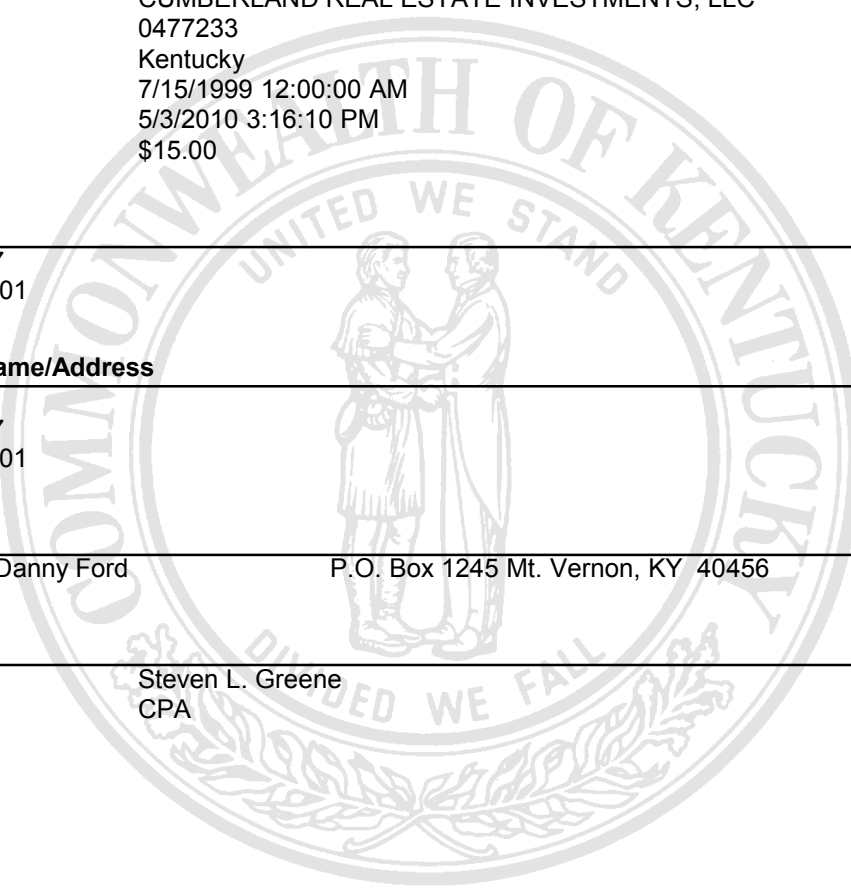 CUMBERLAND REAL ESTATE INVESTMENTS, LLC
0477233
Kentucky
7/15/1999 12:00:00 AM
5/3/2010 3:16:10 PM
$15.00
01
ame/Address
01
Danny Ford P.O. Box 1245 Mt. Vernon, KY 40456
Steven L. Greene
CPA
COMMONWEALTH OF KENTUCKY
UNITED WE STAND
DIVIDED WE FALL